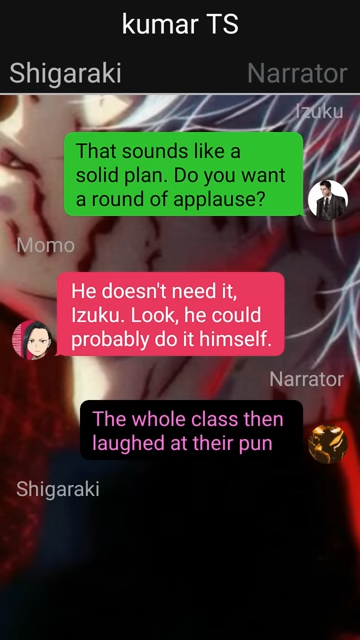 kumar TS
Shigaraki
Narrator
Izuku
That sounds like a
solid plan. Do you want
a round of applause?
Momo
He doesn't need it,
Izuku. Look, he could
probably do it himself.
Narrator
The whole class then
laughed at their pun
Shigaraki